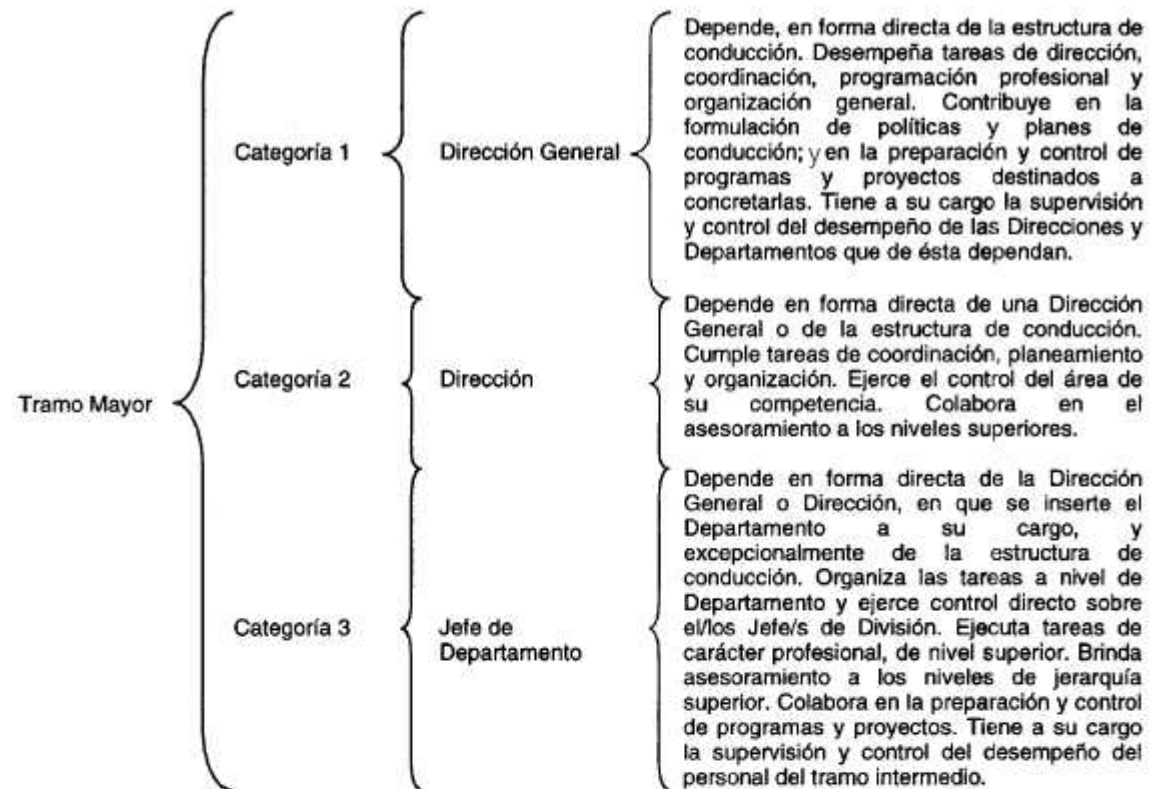 Tramo Mayor
Categoría 1
Dirección General
Depende, en forma directa de la estructura de
conducción. Desempeña tareas de dirección,
coordinación, programación profesional y
organización general. Contribuye en la
formulación de políticas y planes de
conducción; y en la preparación y control de
programas y proyectos destinados a
concretarlas. Tiene a su cargo la supervisión
y control del desempeño de las Direcciones y
Departamentos que de ésta dependan.
Categoría 2
Dirección
Depende en forma directa de una Dirección
General o de la estructura de conducción.
Cumple tareas de coordinación, planeamiento
y organización. Ejerce el control del área de
su competencia. Colabora en el
asesoramiento a los niveles superiores.
Categoría 3
Jefe de
Departamento
Depende en forma directa de la Dirección
General o Dirección, en que se inserte el
Departamento a su cargo, y
excepcionalmente de la estructura de
conducción. Organiza las tareas a nivel de
Departamento y ejerce control directo sobre
el/los Jefe/s de División. Ejecuta tareas de
carácter profesional, de nivel superior. Brinda
asesoramiento a los niveles de jerarquía
superior. Colabora en la preparación y control
de programas y proyectos. Tiene a su cargo
la supervisión y control del desempeño del
personal del tramo intermedio.